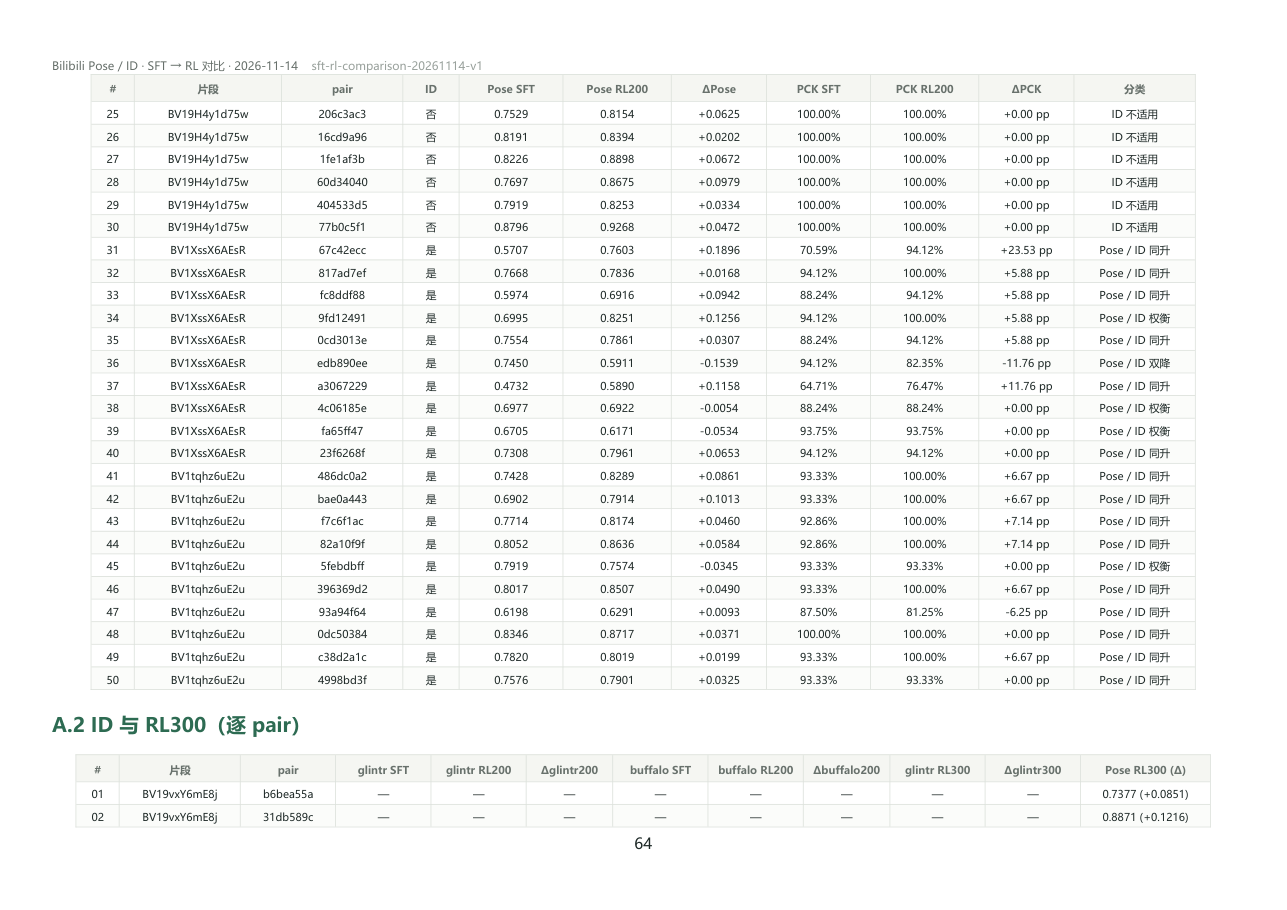 Bilibili Pose / ID · SFT → RL 对比 · 2026-11-14 sft-rl-comparison-20261114-v1
# 片段 pair ID Pose SFT Pose RL200 ΔPose PCK SFT PCK RL200 ΔPCK 分类
25 BV19H4y1d75w 206c3ac3 否 0.7529 0.8154 +0.0625 100.00% 100.00% +0.00 pp ID 不适用
26 BV19H4y1d75w 16cd9a96 否 0.8191 0.8394 +0.0202 100.00% 100.00% +0.00 pp ID 不适用
27 BV19H4y1d75w 1fe1af3b 否 0.8226 0.8898 +0.0672 100.00% 100.00% +0.00 pp ID 不适用
28 BV19H4y1d75w 60d34040 否 0.7697 0.8675 +0.0979 100.00% 100.00% +0.00 pp ID 不适用
29 BV19H4y1d75w 404533d5 否 0.7919 0.8253 +0.0334 100.00% 100.00% +0.00 pp ID 不适用
30 BV19H4y1d75w 77b0c5f1 否 0.8796 0.9268 +0.0472 100.00% 100.00% +0.00 pp ID 不适用
31 BV1XssX6AEsR 67c42ecc 是 0.5707 0.7603 +0.1896 70.59% 94.12% +23.53 pp Pose / ID 同升
32 BV1XssX6AEsR 817ad7ef 是 0.7668 0.7836 +0.0168 94.12% 100.00% +5.88 pp Pose / ID 同升
33 BV1XssX6AEsR fc8ddf88 是 0.5974 0.6916 +0.0942 88.24% 94.12% +5.88 pp Pose / ID 同升
34 BV1XssX6AEsR 9fd12491 是 0.6995 0.8251 +0.1256 94.12% 100.00% +5.88 pp Pose / ID 权衡
35 BV1XssX6AEsR 0cd3013e 是 0.7554 0.7861 +0.0307 88.24% 94.12% +5.88 pp Pose / ID 同升
36 BV1XssX6AEsR edb890ee 是 0.7450 0.5911 -0.1539 94.12% 82.35% -11.76 pp Pose / ID 双降
37 BV1XssX6AEsR a3067229 是 0.4732 0.5890 +0.1158 64.71% 76.47% +11.76 pp Pose / ID 同升
38 BV1XssX6AEsR 4c06185e 是 0.6977 0.6922 -0.0054 88.24% 88.24% +0.00 pp Pose / ID 权衡
39 BV1XssX6AEsR fa65ff47 是 0.6705 0.6171 -0.0534 93.75% 93.75% +0.00 pp Pose / ID 权衡
40 BV1XssX6AEsR 23f6268f 是 0.7308 0.7961 +0.0653 94.12% 94.12% +0.00 pp Pose / ID 同升
41 BV1tqhz6uE2u 486dc0a2 是 0.7428 0.8289 +0.0861 93.33% 100.00% +6.67 pp Pose / ID 同升
42 BV1tqhz6uE2u bae0a443 是 0.6902 0.7914 +0.1013 93.33% 100.00% +6.67 pp Pose / ID 同升
43 BV1tqhz6uE2u f7c6f1ac 是 0.7714 0.8174 +0.0460 92.86% 100.00% +7.14 pp Pose / ID 同升
44 BV1tqhz6uE2u 82a10f9f 是 0.8052 0.8636 +0.0584 92.86% 100.00% +7.14 pp Pose / ID 同升
45 BV1tqhz6uE2u 5febdbff 是 0.7919 0.7574 -0.0345 93.33% 93.33% +0.00 pp Pose / ID 权衡
46 BV1tqhz6uE2u 396369d2 是 0.8017 0.8507 +0.0490 93.33% 100.00% +6.67 pp Pose / ID 同升
47 BV1tqhz6uE2u 93a94f64 是 0.6198 0.6291 +0.0093 87.50% 81.25% -6.25 pp Pose / ID 同升
48 BV1tqhz6uE2u 0dc50384 是 0.8346 0.8717 +0.0371 100.00% 100.00% +0.00 pp Pose / ID 同升
49 BV1tqhz6uE2u c38d2a1c 是 0.7820 0.8019 +0.0199 93.33% 100.00% +6.67 pp Pose / ID 同升
50 BV1tqhz6uE2u 4998bd3f 是 0.7576 0.7901 +0.0325 93.33% 93.33% +0.00 pp Pose / ID 同升
A.2 ID 与 RL300（逐 pair）
# 片段 pair glintr SFT glintr RL200 Δglintr200 buffalo SFT buffalo RL200 Δbuffalo200 glintr RL300 Δglintr300 Pose RL300 (Δ)
01 BV19vxY6mE8j b6bea55a — — — — — — — — 0.7377 (+0.0851)
02 BV19vxY6mE8j 31db589c — — — — — — — — 0.8871 (+0.1216)
64